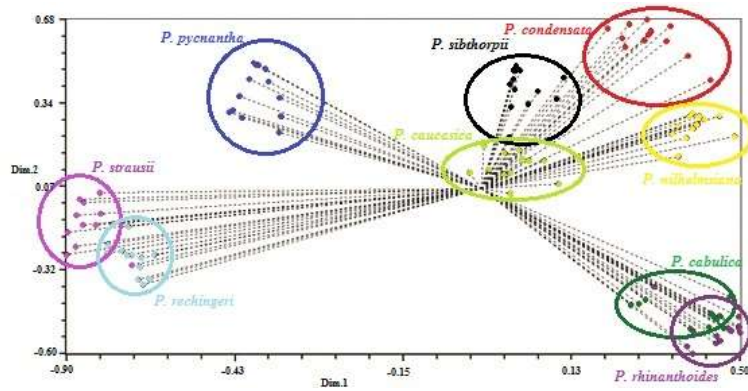 0.68
P. pycnantha
P. sibthorpii
P. condensata
0.34
P. caucasica
Dim.2
0.07
P. wilhelmsiana
P. strausii
P. cabulica
-0.32
P. rechingeri
-0.60
P. rhinanthoides
-0.90
-0.43
-0.15
0.13
0.50
Dim.1